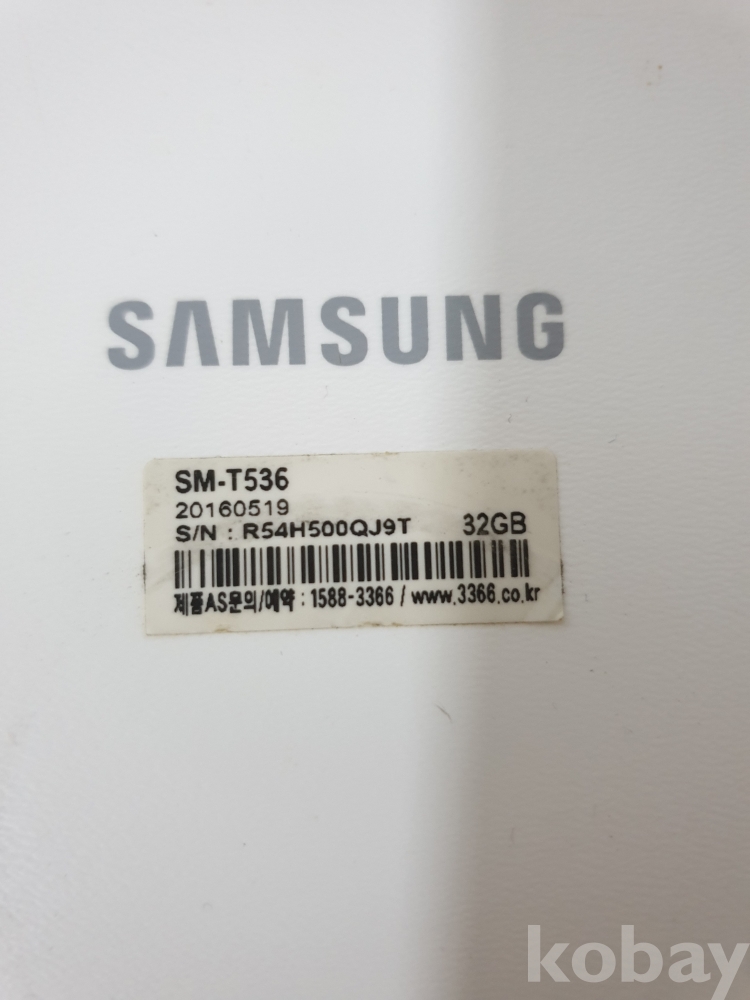 SAMSUNG
SM-T536
20160519
S/N : R54H500QJ9T 32GB
제품AS문의/예약 : 1588-3366 / www.3366.co.kr
kobay